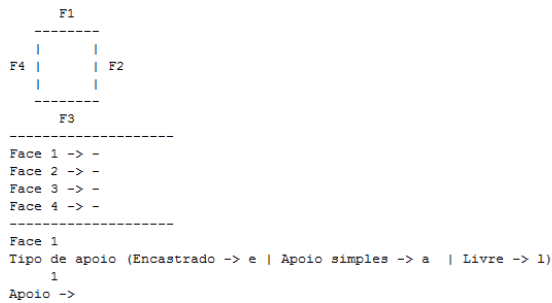 F1
--------
|      |
F4 |      | F2
|      |
--------
F3
---------------------
Face 1 -> -
Face 2 -> -
Face 3 -> -
Face 4 -> -
---------------------
Face 1
Tipo de apoio (Encastrado -> e | Apoio simples -> a  | Livre -> l)
1
Apoio ->